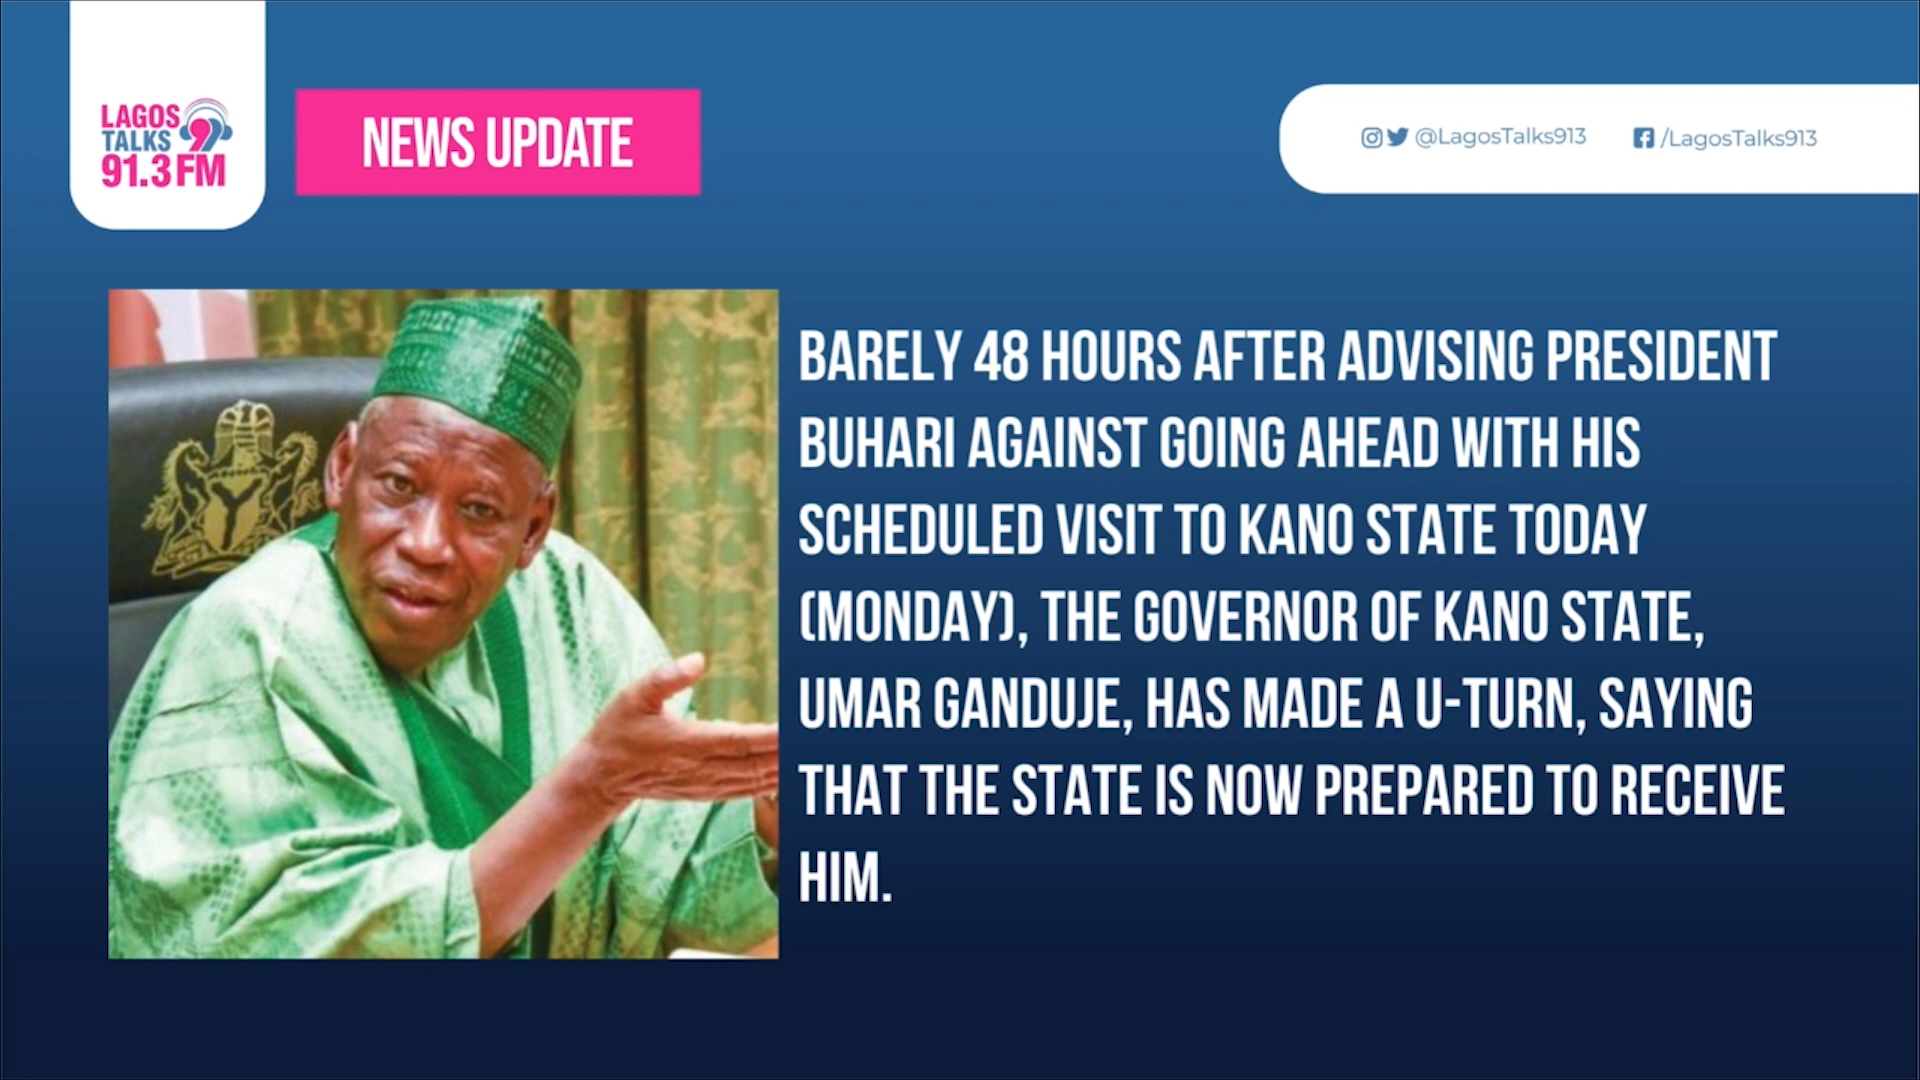 LAGOS
TALKS
91.3 FM
NEWS UPDATE
@LagosTalks913
/LagosTalks913
BARELY 48 HOURS AFTER ADVISING PRESIDENT
BUHARI AGAINST GOING AHEAD WITH HIS
SCHEDULED VISIT TO KANO STATE TODAY
(MONDAY), THE GOVERNOR OF KANO STATE,
UMAR GANDUJE, HAS MADE A U-TURN, SAYING
THAT THE STATE IS NOW PREPARED TO RECEIVE
HIM.